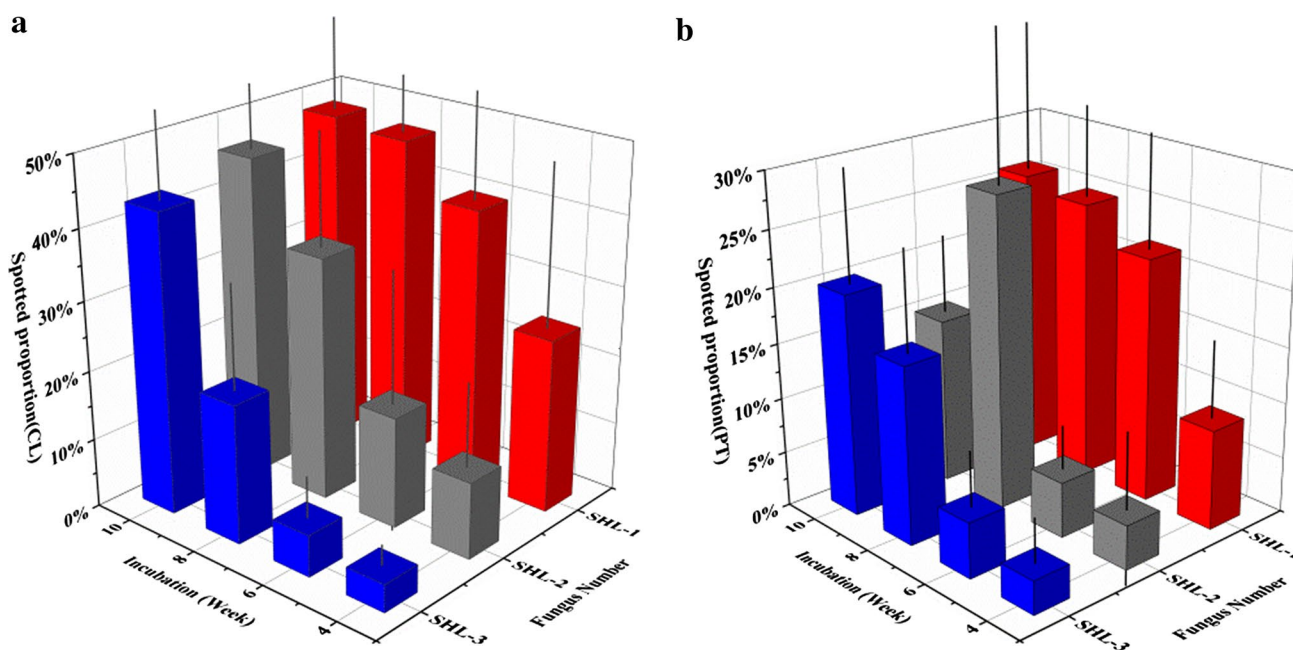 a
50%
40%
30%
20%
10%
0%
Spotted proportion(CL)
10
8
6
4
Incubation (Week)
SHL-1
SHL-2
SHL-3
Fungus Number
b
30%
25%
20%
15%
10%
5%
0%
Spotted proportion(PT)
10
8
6
4
Incubation (Week)
SHL-2
SHL-3
Fungus Number